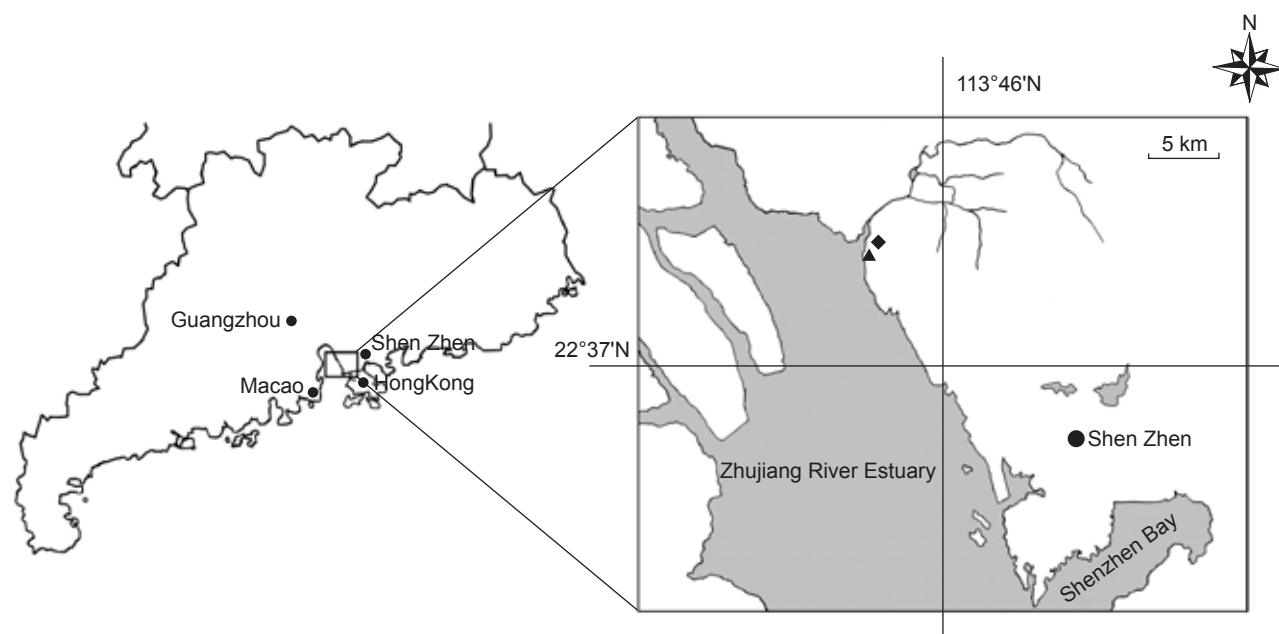 N
113°46'N
5 km
Guangzhou
Shen Zhen
22°37'N
Macao
HongKong
Shen Zhen
Zhujiang River Estuary
Shenzhen Bay